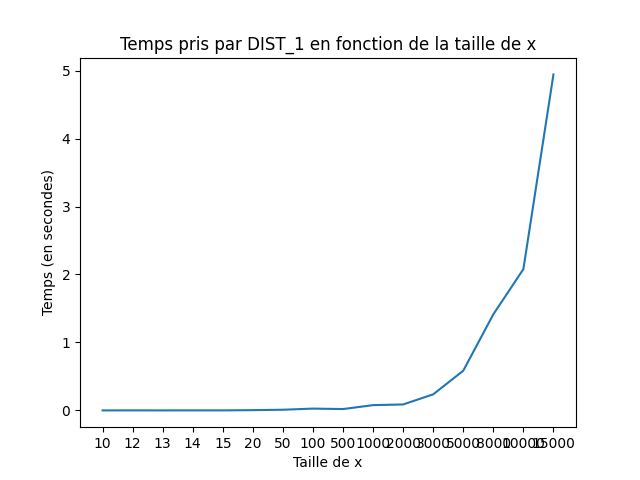 Temps pris par DIST_1 en fonction de la taille de x
5
4
3
2
1
0
Temps (en secondes)
10 12 13 14 15 20 50 100 500 1000 2000 3000 5000 8000 10000 15000
Taille de x